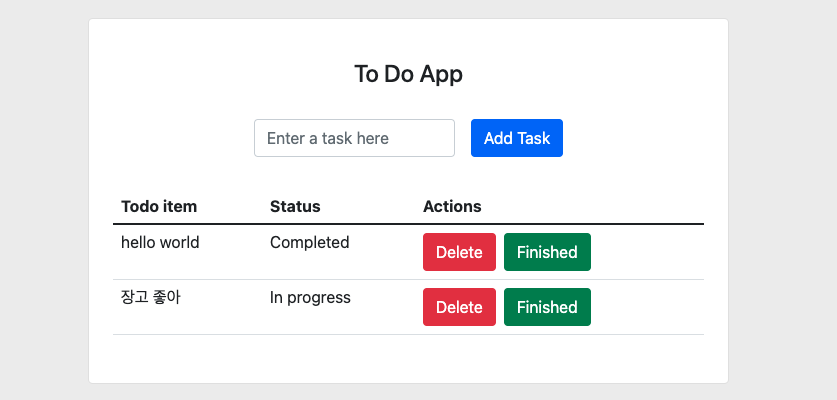 To Do App
Enter a task here Add Task
Todo item Status Actions
hello world Completed Delete Finished
장고 좋아 In progress Delete Finished